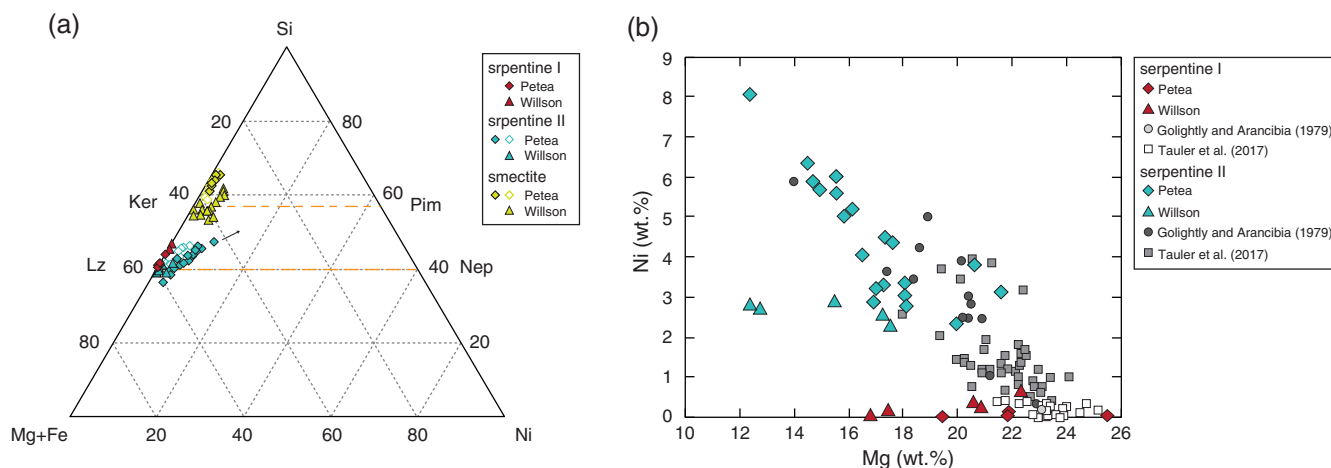 (a)
Si
srpentine I
Petea
Willson
srpentine II
Petea
Willson
smectite
Petea
Willson
20
80
Ker
40
60
Pim
Lz
60
40
Nep
80
20
Mg+Fe
20
40
60
80
Ni
(b)
Ni (wt.%)
9
8
7
6
5
4
3
2
1
0
10
12
14
16
18
20
22
24
26
Mg (wt.%)
serpentine I
Petea
Willson
Golightly and Arancibia (1979)
Tauler et al. (2017)
serpentine II
Petea
Willson
Golightly and Arancibia (1979)
Tauler et al. (2017)